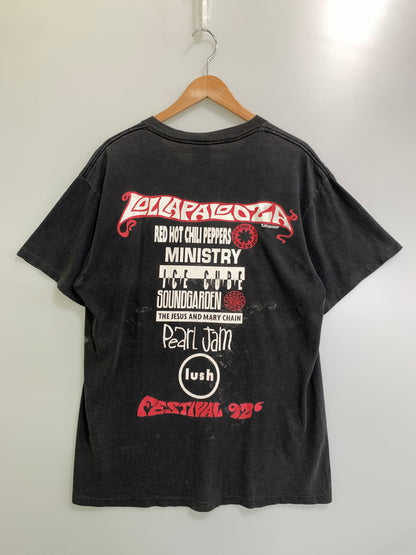 LOLLAPALOOZA
RED HOT CHILI PEPPERS
MINISTRY
ICE CUBE
SOUNDGARDEN
THE JESUS AND MARY CHAIN
Pearl Jam
lush
FESTIVAL 92